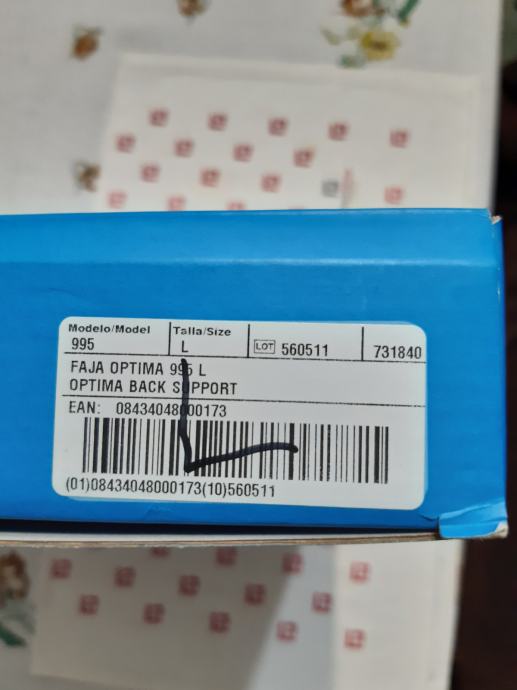 Modelo/Model Talla/Size
995 L LOT 560511 731840
FAJA OPTIMA 995 L
OPTIMA BACK SUPPORT
EAN: 08434048000173
L
(01)08434048000173(10)560511